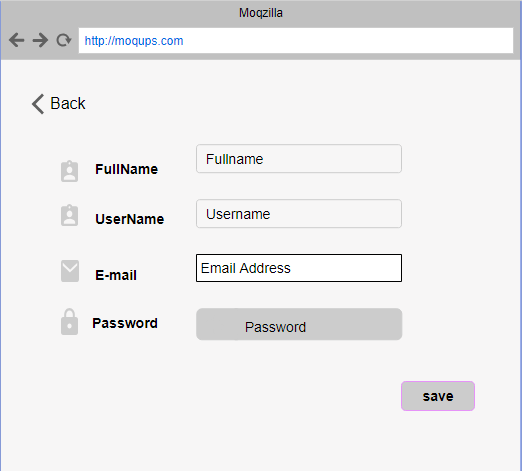 Moqzilla
http://moqups.com
Back
FullName Fullname
UserName Username
E-mail Email Address
Password Password
save